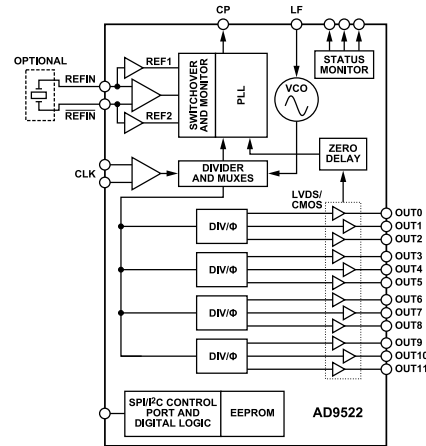 CP
LF
OPTIONAL
REFIN
REFIN
REF1
REF2
SWITCHOVER
AND MONITOR
PLL
VCO
STATUS
MONITOR
CLK
DIVIDER
AND MUXES
ZERO
DELAY
LVDS/
CMOS
DIV/Φ
DIV/Φ
DIV/Φ
DIV/Φ
OUT0
OUT1
OUT2
OUT3
OUT4
OUT5
OUT6
OUT7
OUT8
OUT9
OUT10
OUT11
SPI/I²C CONTROL
PORT AND
DIGITAL LOGIC
EEPROM
AD9522